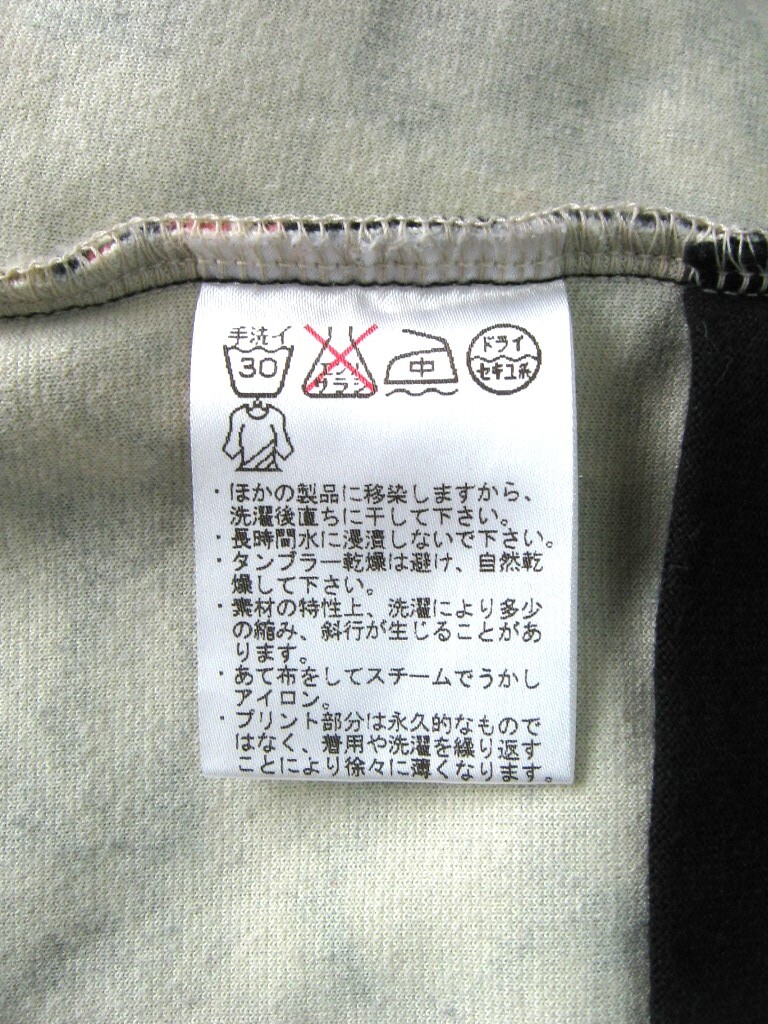 手洗イ
30
エンソ
サラシ
中
ドライ
セキユ系
・ほかの製品に移染しますから、
洗濯後直ちに干して下さい。
・長時間水に浸漬しないで下さい。
・タンブラー乾燥は避け、自然乾
燥して下さい。
・素材の特性上、洗濯により多少
の縮み、斜行が生じることがあ
ります。
・あて布をしてスチームでうかし
アイロン。
・プリント部分は永久的なもので
はなく、着用や洗濯を繰り返す
ことにより徐々に薄くなります。